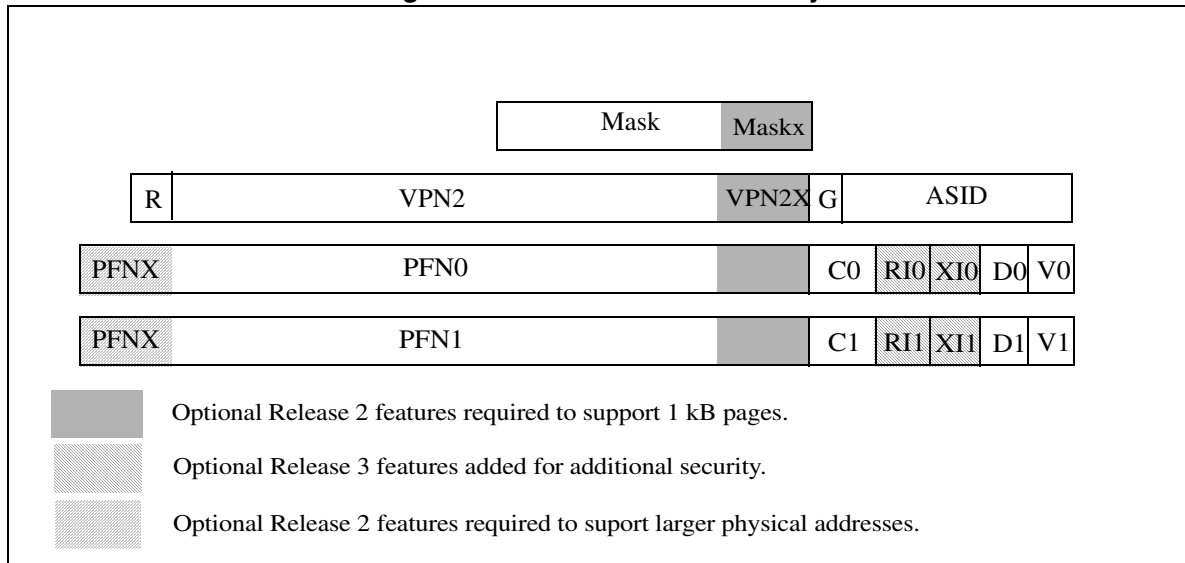 Mask Maskx
R VPN2 VPN2X G ASID
PFNX PFN0 C0 RI0 XI0 D0 V0
PFNX PFN1 C1 RI1 XI1 D1 V1
Optional Release 2 features required to support 1 kB pages.
Optional Release 3 features added for additional security.
Optional Release 2 features required to suport larger physical addresses.